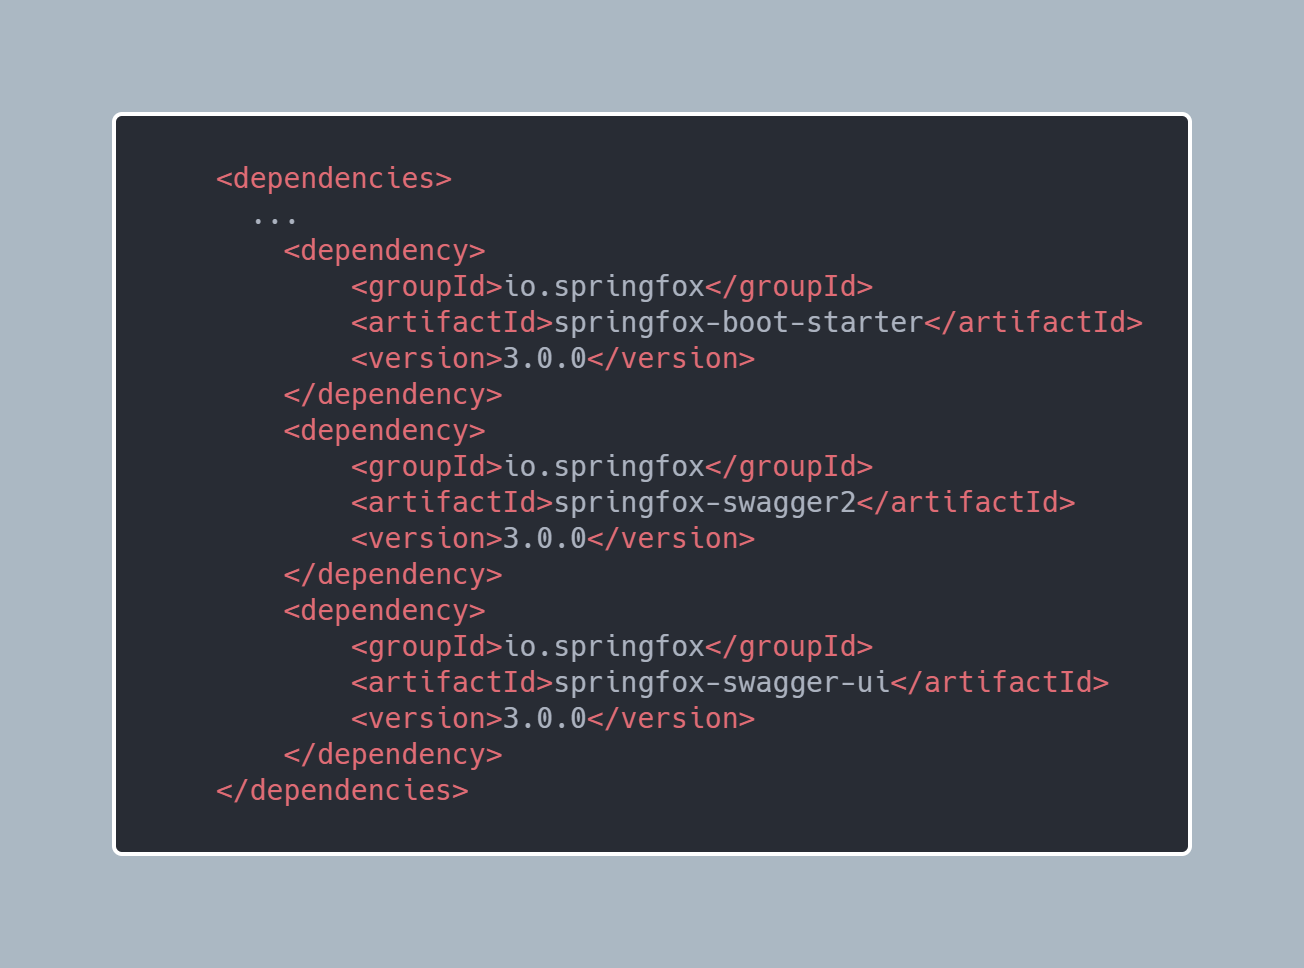 <dependencies>
...
<dependency>
<groupId>io.springfox</groupId>
<artifactId>springfox-boot-starter</artifactId>
<version>3.0.0</version>
</dependency>
<dependency>
<groupId>io.springfox</groupId>
<artifactId>springfox-swagger2</artifactId>
<version>3.0.0</version>
</dependency>
<dependency>
<groupId>io.springfox</groupId>
<artifactId>springfox-swagger-ui</artifactId>
<version>3.0.0</version>
</dependency>
</dependencies>